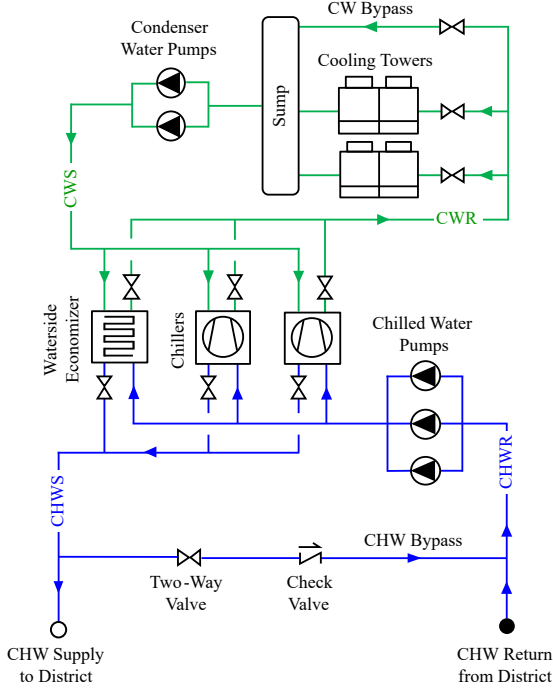 CW Bypass
Condenser
Water Pumps
Cooling Towers
Sump
CWS
CWR
Waterside
Economizer
Chillers
Chilled Water
Pumps
CHWS
CHWR
CHW Bypass
Two-Way
Valve
Check
Valve
CHW Supply
to District
CHW Return
from District